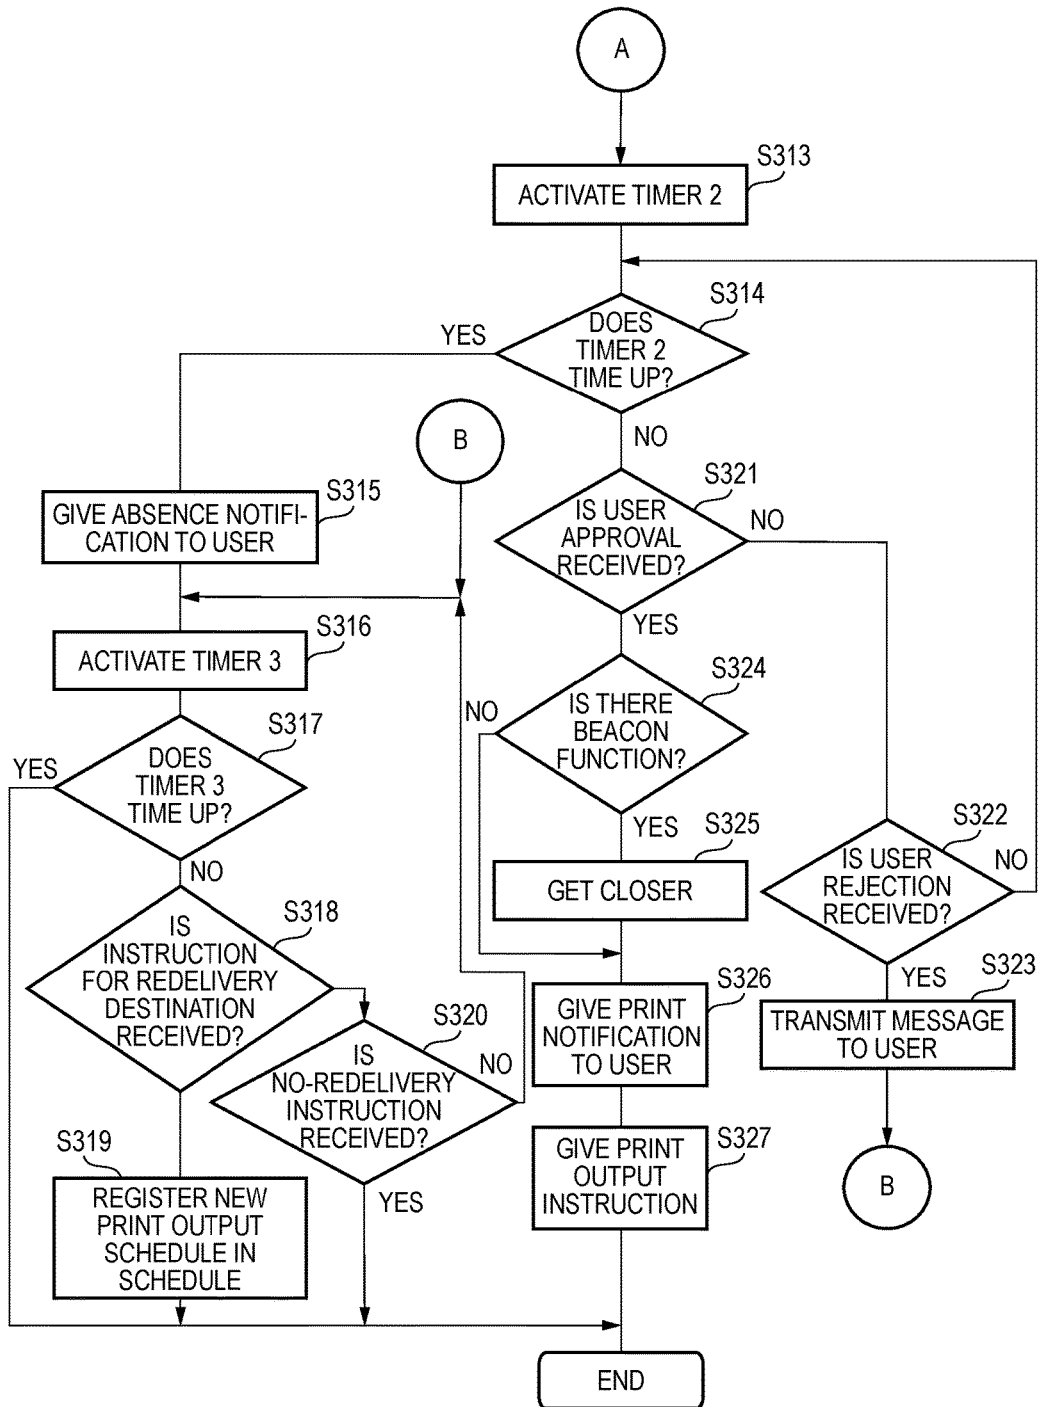 A
S313
ACTIVATE TIMER 2
S314
DOES
TIMER 2
TIME UP?
YES
NO
B
S315
GIVE ABSENCE NOTIFI-
CATION TO USER
S321
IS USER
APPROVAL
RECEIVED?
NO
YES
S316
ACTIVATE TIMER 3
S324
IS THERE
BEACON
FUNCTION?
NO
YES
S317
DOES
TIMER 3
TIME UP?
YES
NO
S325
GET CLOSER
S322
IS USER
REJECTION
RECEIVED?
NO
YES
S318
IS
INSTRUCTION
FOR REDELIVERY
DESTINATION
RECEIVED?
S326
GIVE PRINT
NOTIFICATION
TO USER
S323
TRANSMIT MESSAGE
TO USER
S320
IS
NO-REDELIVERY
INSTRUCTION
RECEIVED?
NO
YES
S319
REGISTER NEW
PRINT OUTPUT
SCHEDULE IN
SCHEDULE
S327
GIVE PRINT
OUTPUT
INSTRUCTION
B
END